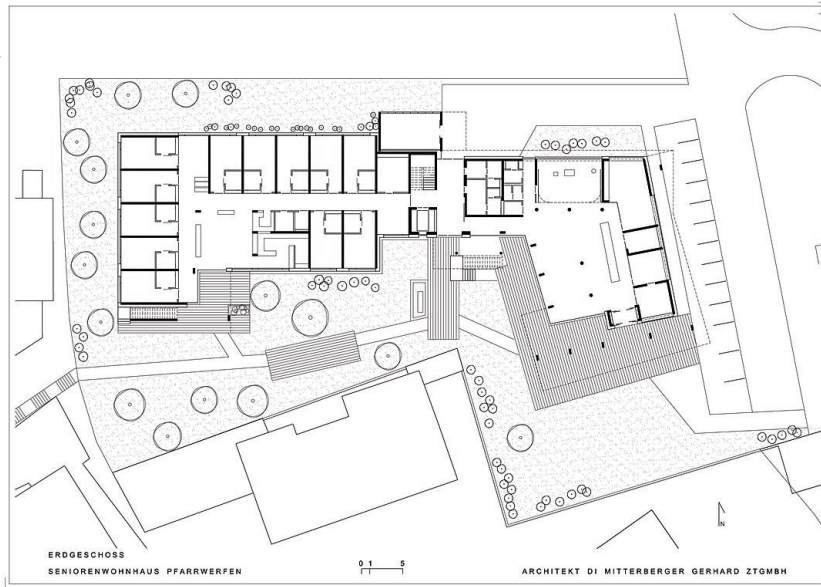 N
ERDGESCHOSS
SENIORENWOHNHAUS PFARRWERFEN
0 1 5
ARCHITEKT DI MITTERBERGER GERHARD ZTGMBH